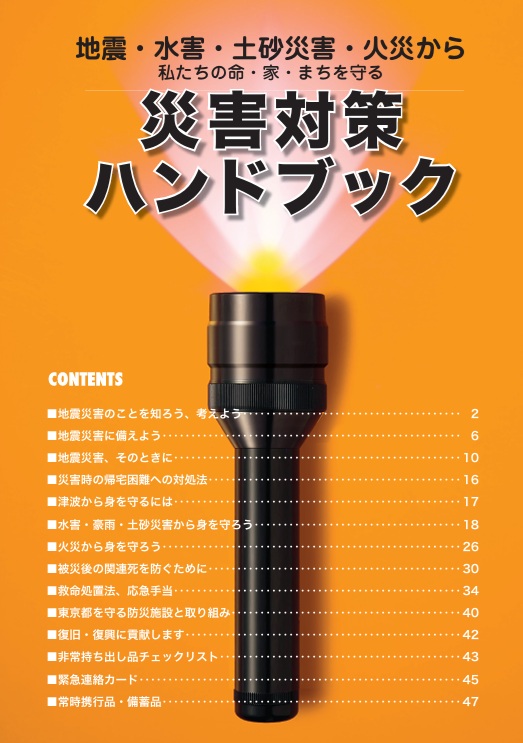 地震・水害・土砂災害・火災から
私たちの命・家・まちを守る
災害対策
ハンドブック
CONTENTS
■地震災害のことを知ろう、考えよう 2
■地震災害に備えよう 6
■地震災害、そのときに 10
■災害時の帰宅困難への対処法 16
■津波から身を守るには 17
■水害・豪雨・土砂災害から身を守ろう 18
■火災から身を守ろう 26
■被災後の関連死を防ぐために 30
■救命処置法、応急手当 34
■東京都を守る防災施設と取り組み 40
■復旧・復興に貢献します 42
■非常持ち出し品チェックリスト 43
■緊急連絡カード 45
■常時携行品・備蓄品 47